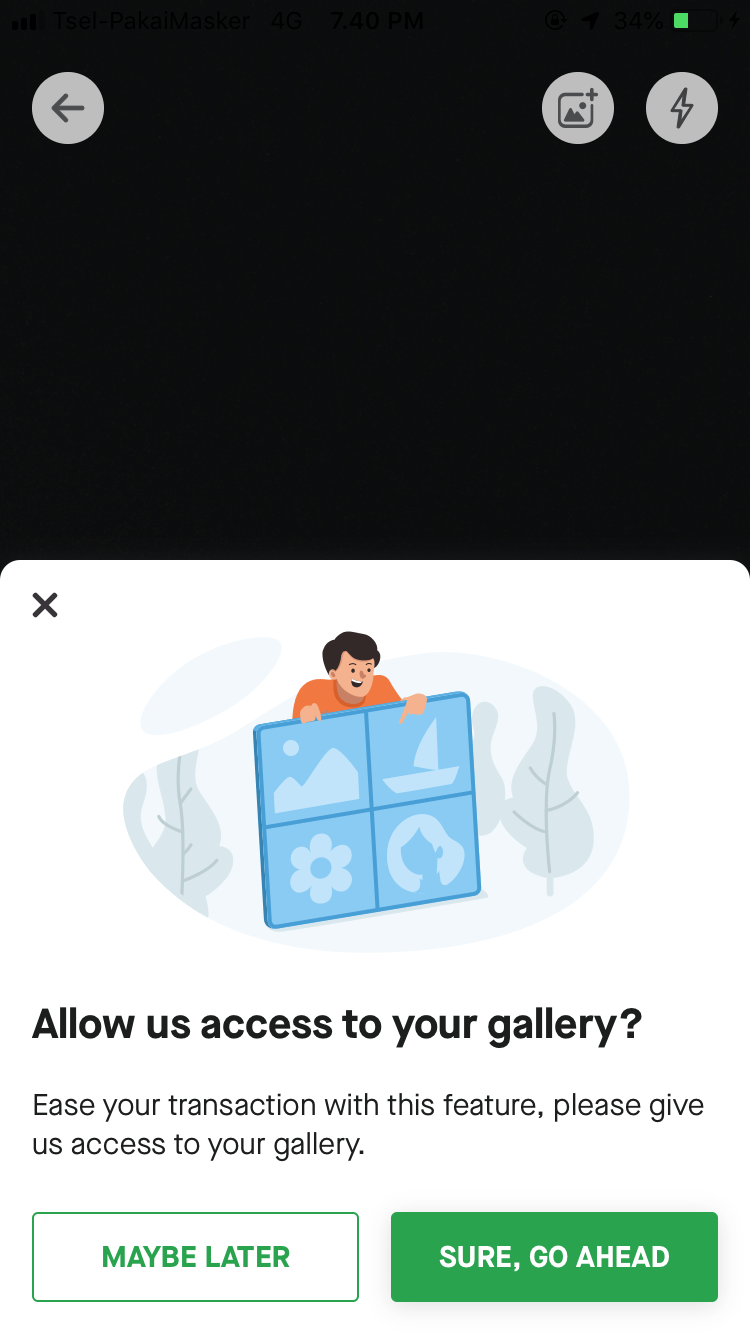 Tsel-PakaiMasker 4G 7.40 PM 34%
Allow us access to your gallery?
Ease your transaction with this feature, please give
us access to your gallery.
MAYBE LATER SURE, GO AHEAD